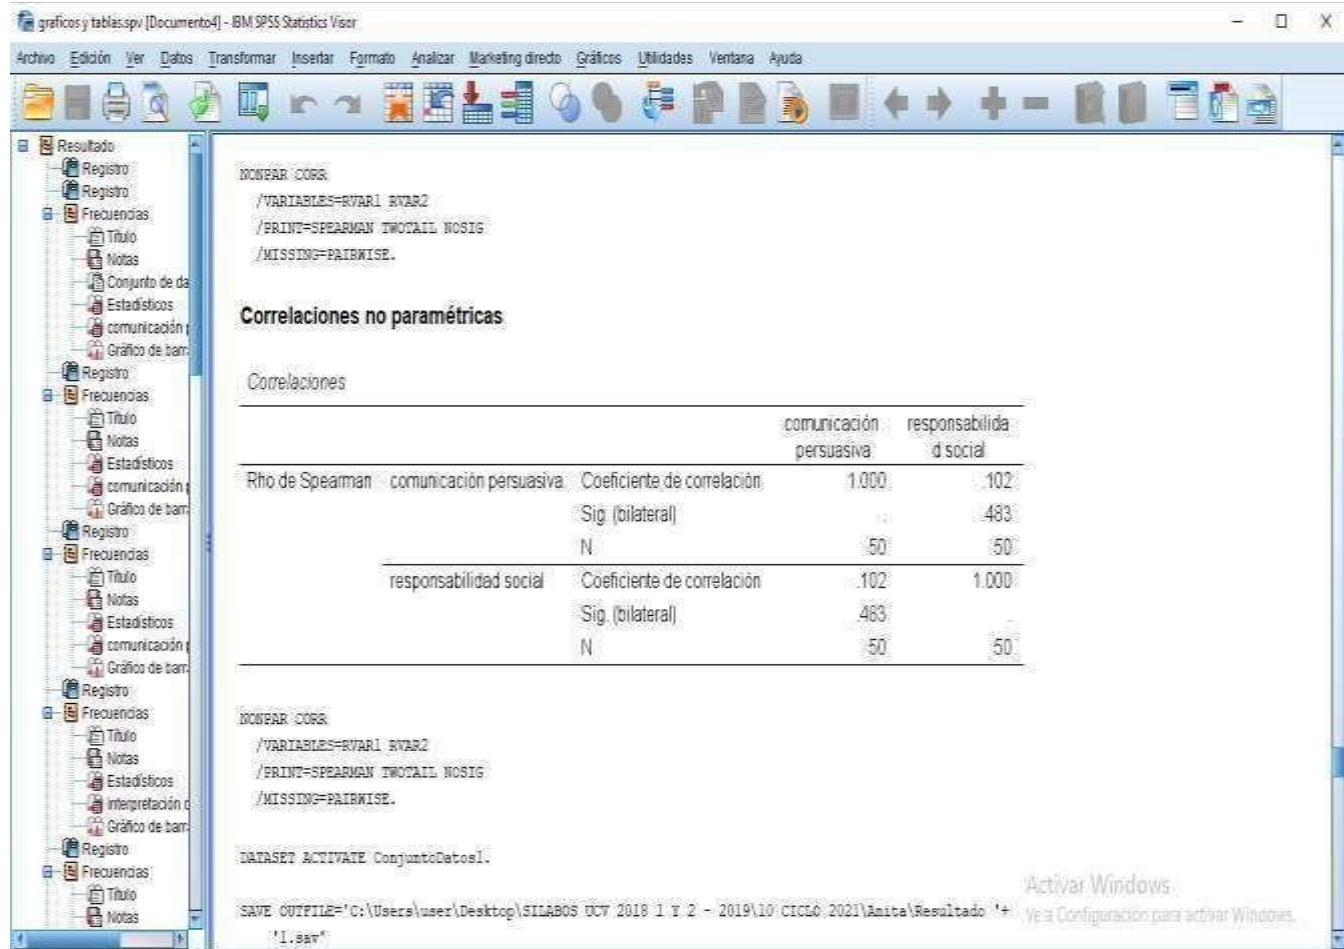 graficos y tablas.spv [Documento4] - IBM SPSS Statistics Visor
Archivo Edición Ver Datos Transformar Insertar Formato Analizar Marketing directo Gráficos Utilidades Ventana Ayuda
Resultado
Registro
Registro
Frecuencias
Título
Notas
Conjunto de da
Estadísticos
comunicación p
Gráfico de barr
Registro
Frecuencias
Título
Notas
Estadísticos
comunicación p
Gráfico de barr
Registro
Frecuencias
Título
Notas
Estadísticos
comunicación p
Gráfico de barr
Registro
Frecuencias
Título
Notas
Estadísticos
interpretación d
Gráfico de barr
Registro
Frecuencias
Título
Notas
NONPAR CORR
/VARIABLES=RVAR1 RVAR2
/PRINT=SPEARMAN TWOTAIL NOSIG
/MISSING=PAIRWISE.
Correlaciones no paramétricas
Correlaciones
comunicación persuasiva
responsabilida d social
Rho de Spearman comunicación persuasiva Coeficiente de correlación 1.000 .102
Sig. (bilateral) . .483
N 50 50
responsabilidad social Coeficiente de correlación .102 1.000
Sig. (bilateral) .483 .
N 50 50
NONPAR CORR
/VARIABLES=RVAR1 RVAR2
/PRINT=SPEARMAN TWOTAIL NOSIG
/MISSING=PAIRWISE.
DATASET ACTIVATE ConjuntoDatos1.
SAVE OUTFILE='C:\Users\user\Desktop\SILABOS UCV 2018 1 Y 2 - 2019\10 CICLO 2021\Anita\Resultado '+
'1.sav'
Activar Windows
Ve a Configuración para activar Windows.